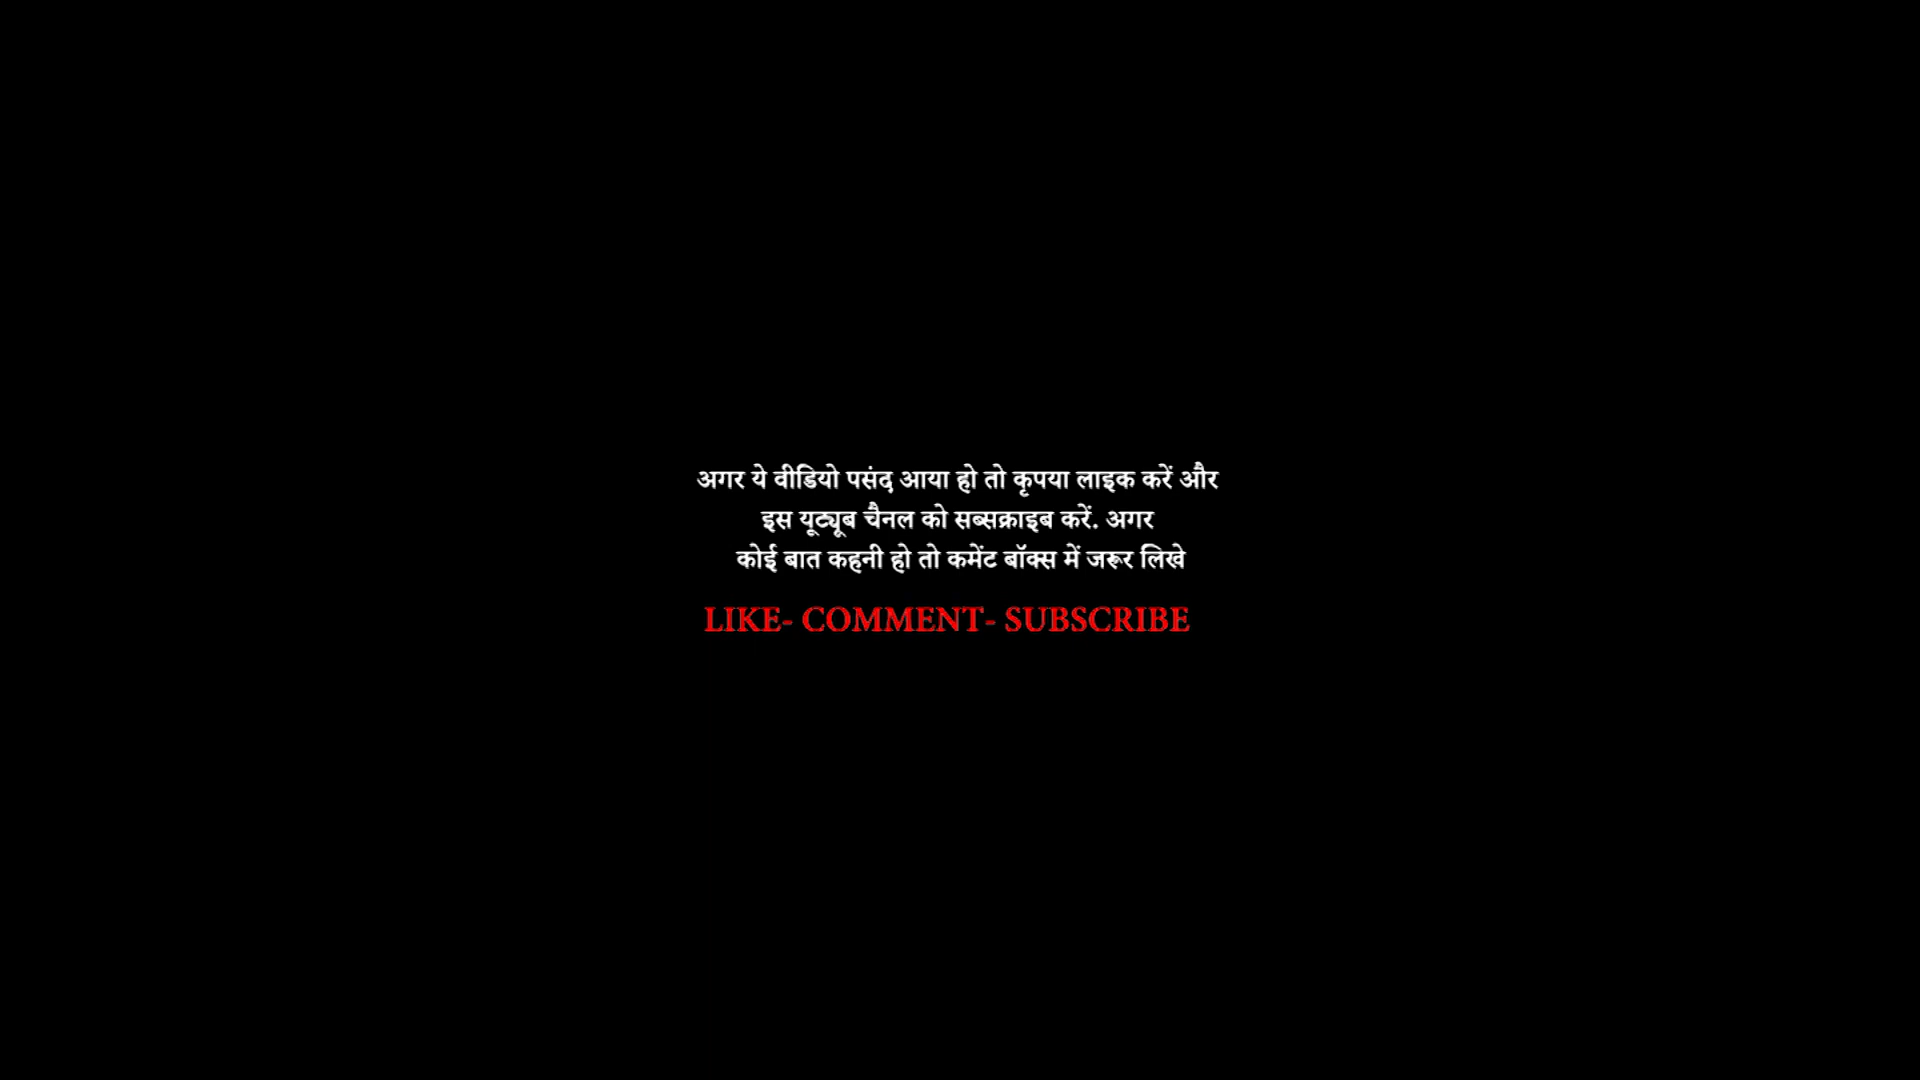 अगर ये वीडियो पसंद आया हो तो कृपया लाइक करें और
इस यूट्यूब चैनल को सब्सक्राइब करें. अगर
कोई बात कहनी हो तो कमेंट बॉक्स में जरूर लिखे
LIKE- COMMENT- SUBSCRIBE